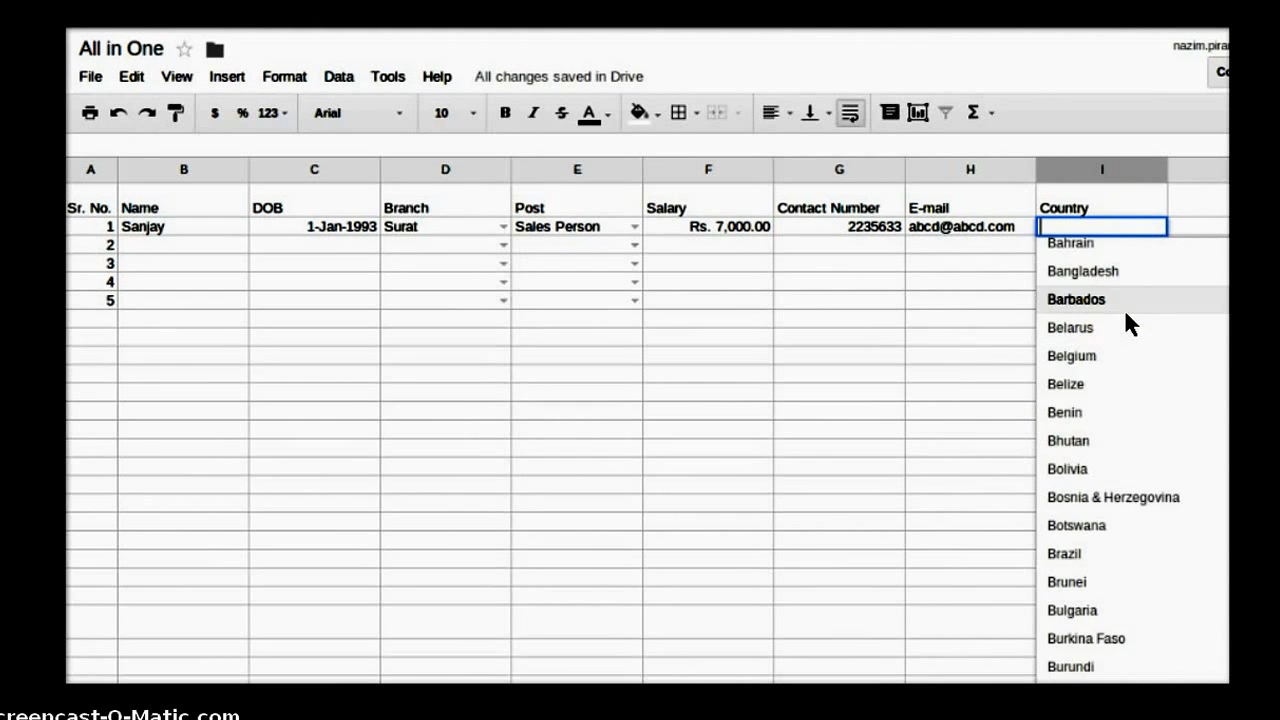 All in One
nazim.pira
File Edit View Insert Format Data Tools Help All changes saved in Drive
Co
$ % 123 Arial 10 B I S A Σ
A B C D E F G H I
Sr. No. Name DOB Branch Post Salary Contact Number E-mail Country
1 Sanjay 1-Jan-1993 Surat Sales Person Rs. 7,000.00 2235633 abcd@abcd.com
2
3
4
5
Bahrain
Bangladesh
Barbados
Belarus
Belgium
Belize
Benin
Bhutan
Bolivia
Bosnia & Herzegovina
Botswana
Brazil
Brunei
Bulgaria
Burkina Faso
Burundi
creencast-O-Matic.com